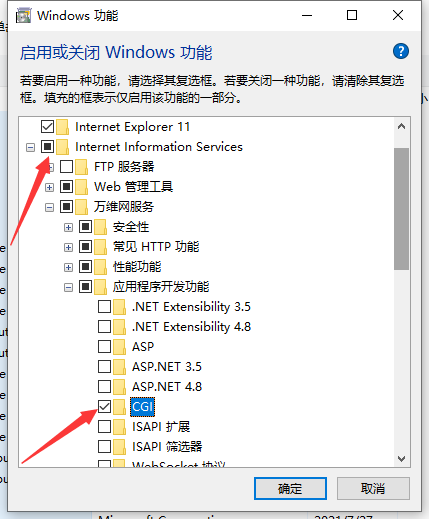 Windows 功能
启用或关闭 Windows 功能
若要启用一种功能，请选择其复选框。若要关闭一种功能，请清除其复选
框。填充的框表示仅启用该功能的一部分。
Internet Explorer 11
Internet Information Services
FTP 服务器
Web 管理工具
万维网服务
安全性
常见 HTTP 功能
性能功能
应用程序开发功能
.NET Extensibility 3.5
.NET Extensibility 4.8
ASP
ASP.NET 3.5
ASP.NET 4.8
CGI
ISAPI 扩展
ISAPI 筛选器
WebSocket 协议
确定
取消